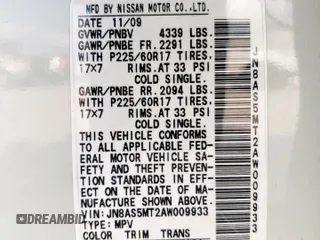 MFD BY NISSAN MOTOR CO.,LTD.
DATE 11/09
GVWR/PNBV 4339 LBS.
GAWR/PNBE FR. 2291 LBS.
WITH P225/60R17 TIRES,
17×7 RIMS.AT 33 PSI
COLD SINGLE.
GAWR/PNBE RR. 2094 LBS.
WITH P225/60R17 TIRES,
17×7 RIMS.AT 33 PSI
COLD SINGLE.
THIS VEHICLE CONFORMS
TO ALL APPLICABLE FED-
ERAL MOTOR VEHICLE SA-
FETY AND THEFT PREVEN-
TION STANDARDS IN EFF-
ECT ON THE DATE OF MA-
NUFACTURE SHOWN ABOVE.
VIN:JN8AS5MT2AW009933
TYPE:MPV
COLOR TRIM TRANS
JN8AS5MT2AW009933
DREAMBID